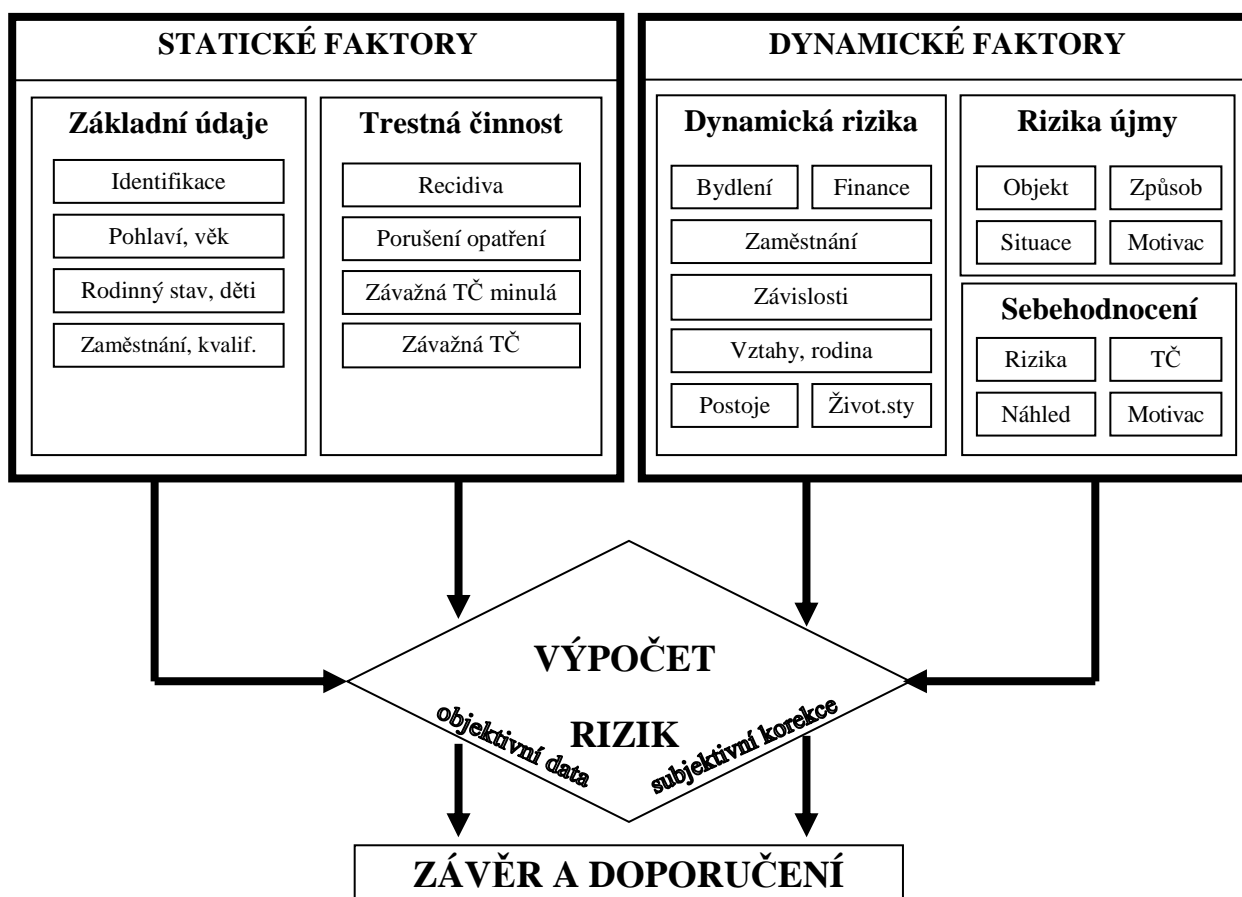 STATICKÉ FAKTORY
Základní údaje
Identifikace
Pohlaví, věk
Rodinný stav, děti
Zaměstnání, kvalif.
Trestná činnost
Recidiva
Porušení opatření
Závažná TČ minulá
Závažná TČ
DYNAMICKÉ FAKTORY
Dynamická rizika
Bydlení
Finance
Zaměstnání
Závislosti
Vztahy, rodina
Postoje
Život.sty
Rizika újmy
Objekt
Způsob
Situace
Motivac
Sebehodnocení
Rizika
TČ
Náhled
Motivac
VÝPOČET
RIZIK
objektivní data
subjektivní korekce
ZÁVĚR A DOPORUČENÍ